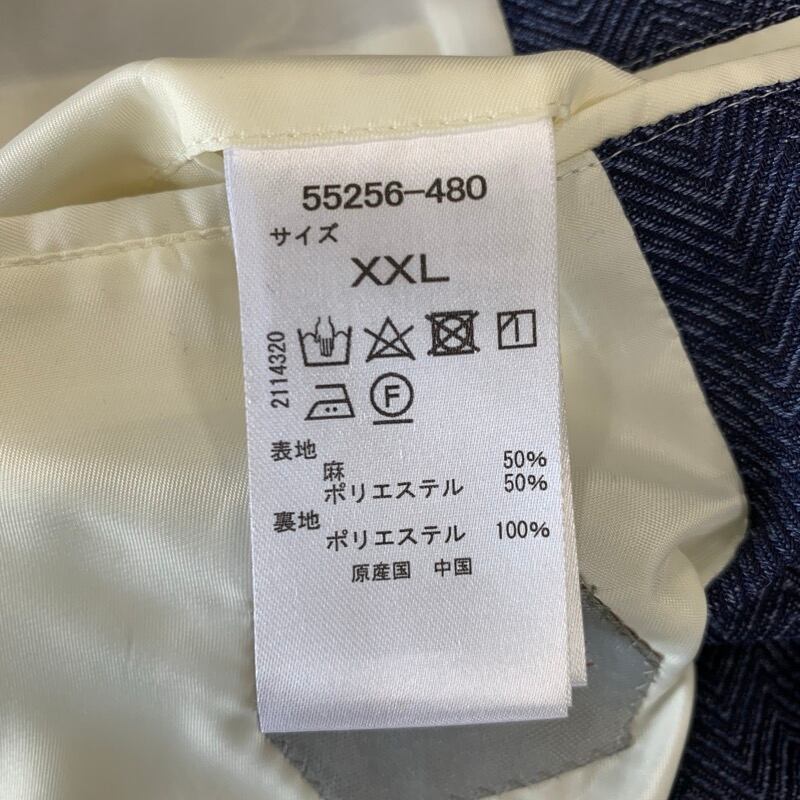 55256-480
サイズ
XXL
2114320
F
表地
麻 50%
ポリエステル 50%
裏地
ポリエステル 100%
原産国 中国